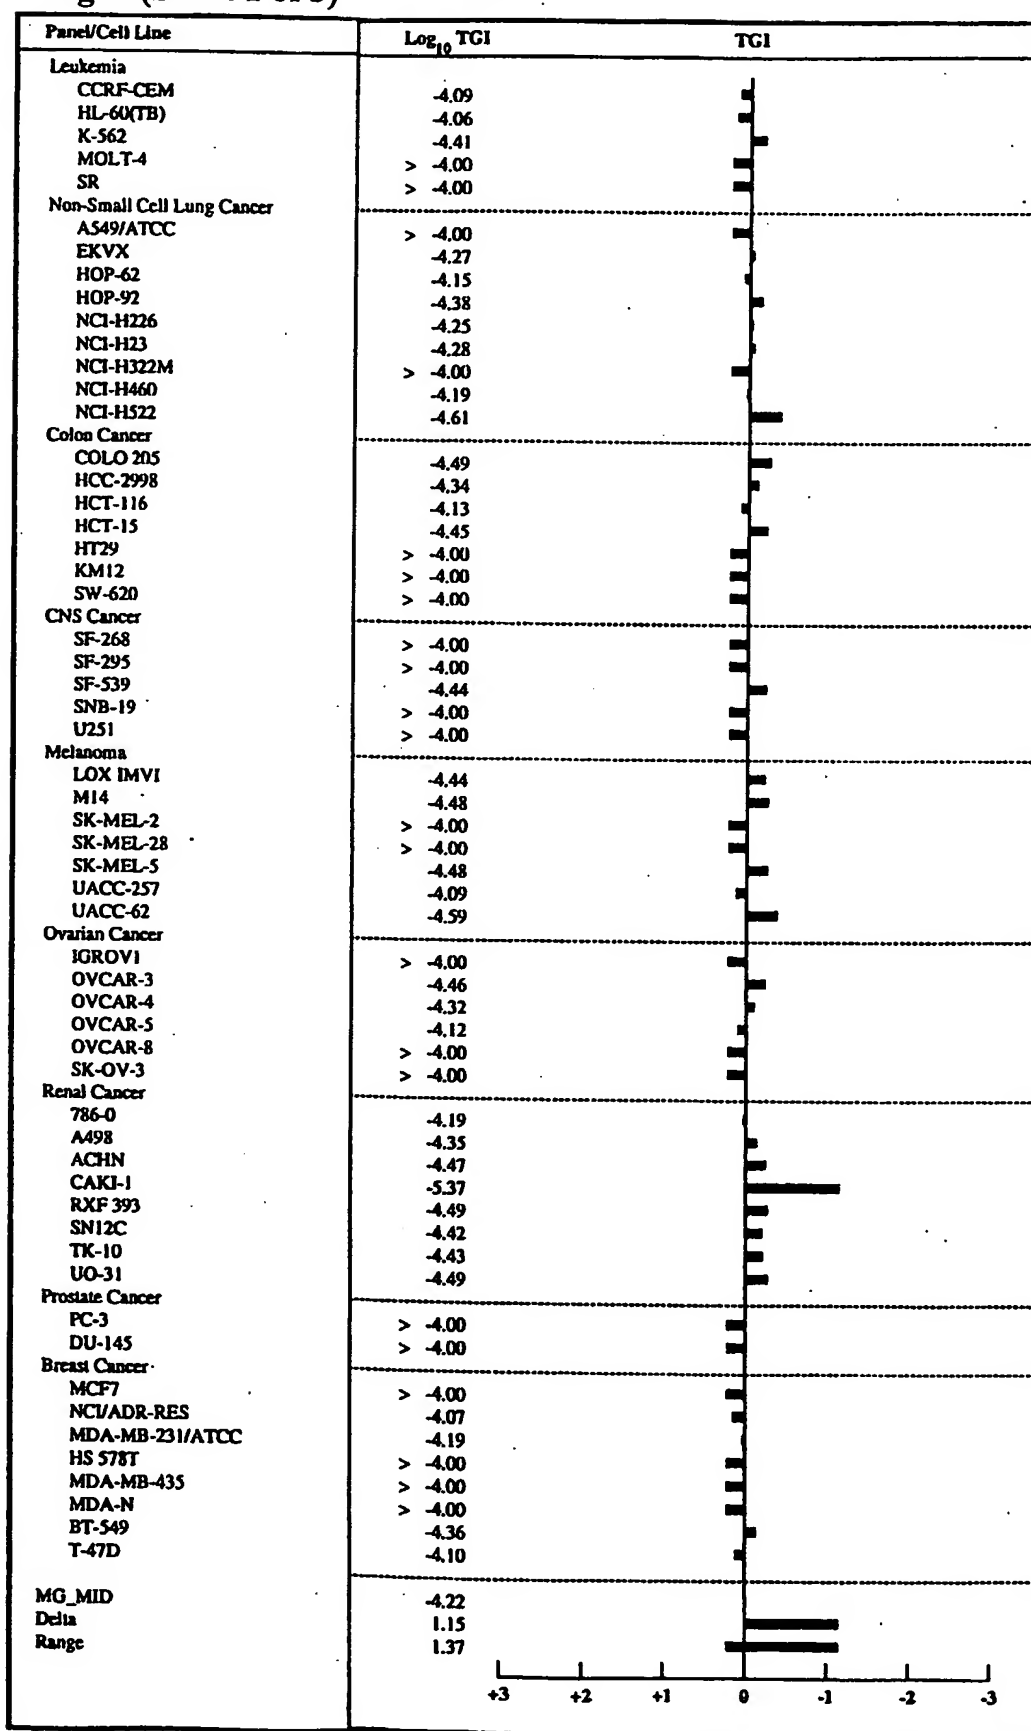 Panel/Cell Line Log10 TGI TGI
Leukemia
CCRF-CEM -4.09
HL-60(TB) -4.06
K-562 -4.41
MOLT-4 > -4.00
SR > -4.00
Non-Small Cell Lung Cancer
A549/ATCC > -4.00
EKVX -4.27
HOP-62 -4.15
HOP-92 -4.38
NCI-H226 -4.25
NCI-H23 -4.28
NCI-H322M > -4.00
NCI-H460 -4.19
NCI-H522 -4.61
Colon Cancer
COLO 205 -4.49
HCC-2998 -4.34
HCT-116 -4.13
HCT-15 -4.45
HT29 > -4.00
KM12 > -4.00
SW-620 > -4.00
CNS Cancer
SF-268 > -4.00
SF-295 > -4.00
SF-539 -4.44
SNB-19 > -4.00
U251 > -4.00
Melanoma
LOX IMVI -4.44
M14 -4.48
SK-MEL-2 > -4.00
SK-MEL-28 > -4.00
SK-MEL-5 -4.48
UACC-257 -4.09
UACC-62 -4.59
Ovarian Cancer
IGROV1 > -4.00
OVCAR-3 -4.46
OVCAR-4 -4.32
OVCAR-5 -4.12
OVCAR-8 > -4.00
SK-OV-3 > -4.00
Renal Cancer
786-0 -4.19
A498 -4.35
ACHN -4.47
CAKI-1 -5.37
RXF 393 -4.49
SN12C -4.42
TK-10 -4.43
UO-31 -4.49
Prostate Cancer
PC-3 > -4.00
DU-145 > -4.00
Breast Cancer
MCF7 > -4.00
NCI/ADR-RES -4.07
MDA-MB-231/ATCC -4.19
HS 578T > -4.00
MDA-MB-435 > -4.00
MDA-N > -4.00
BT-549 -4.36
T-47D -4.10
MG_MID -4.22
Delta 1.15
Range 1.37
+3 +2 +1 0 -1 -2 -3